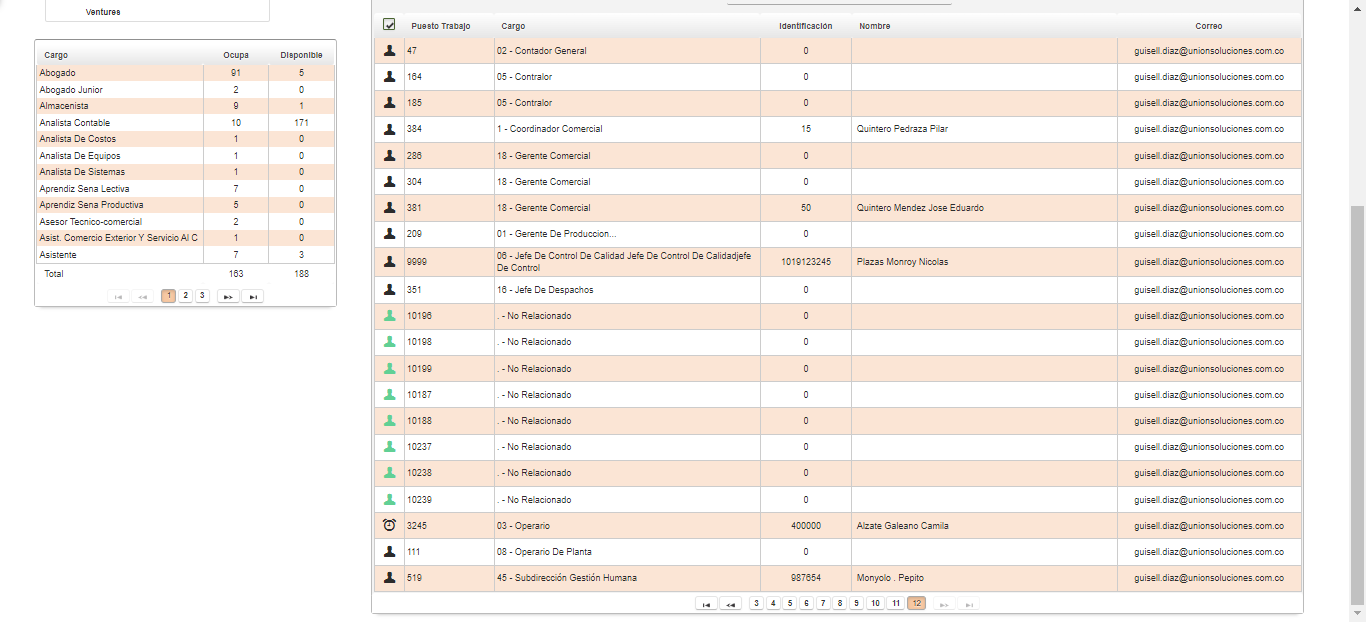 Ventures
Cargo Ocupa Disponible
Abogado 91 5
Abogado Junior 2 0
Almacenista 9 1
Analista Contable 10 171
Analista De Costos 1 0
Analista De Equipos 1 0
Analista De Sistemas 1 0
Aprendiz Sena Lectiva 7 0
Aprendiz Sena Productiva 5 0
Asesor Tecnico-comercial 2 0
Asist. Comercio Exterior Y Servicio Al C 1 0
Asistente 7 3
Total 163 188
1 2 3
Puesto Trabajo Cargo Identificación Nombre Correo
47 02 - Contador General 0 guisell.diaz@unionsoluciones.com.co
164 05 - Contralor 0 guisell.diaz@unionsoluciones.com.co
185 05 - Contralor 0 guisell.diaz@unionsoluciones.com.co
384 1 - Coordinador Comercial 15 Quintero Pedraza Pilar guisell.diaz@unionsoluciones.com.co
286 18 - Gerente Comercial 0 guisell.diaz@unionsoluciones.com.co
304 18 - Gerente Comercial 0 guisell.diaz@unionsoluciones.com.co
381 18 - Gerente Comercial 50 Quintero Mendez Jose Eduardo guisell.diaz@unionsoluciones.com.co
209 01 - Gerente De Produccion... 0 guisell.diaz@unionsoluciones.com.co
9999 06 - Jefe De Control De Calidad Jefe De Control De Calidadjefe
De Control 1019123245 Plazas Monroy Nicolas guisell.diaz@unionsoluciones.com.co
351 16 - Jefe De Despachos 0 guisell.diaz@unionsoluciones.com.co
10196 . - No Relacionado 0 guisell.diaz@unionsoluciones.com.co
10198 . - No Relacionado 0 guisell.diaz@unionsoluciones.com.co
10199 . - No Relacionado 0 guisell.diaz@unionsoluciones.com.co
10187 . - No Relacionado 0 guisell.diaz@unionsoluciones.com.co
10188 . - No Relacionado 0 guisell.diaz@unionsoluciones.com.co
10237 . - No Relacionado 0 guisell.diaz@unionsoluciones.com.co
10238 . - No Relacionado 0 guisell.diaz@unionsoluciones.com.co
10239 . - No Relacionado 0 guisell.diaz@unionsoluciones.com.co
3245 03 - Operario 400000 Alzate Galeano Camila guisell.diaz@unionsoluciones.com.co
111 08 - Operario De Planta 0 guisell.diaz@unionsoluciones.com.co
519 45 - Subdirección Gestión Humana 987654 Monyolo . Pepito guisell.diaz@unionsoluciones.com.co
3 4 5 6 7 8 9 10 11 12